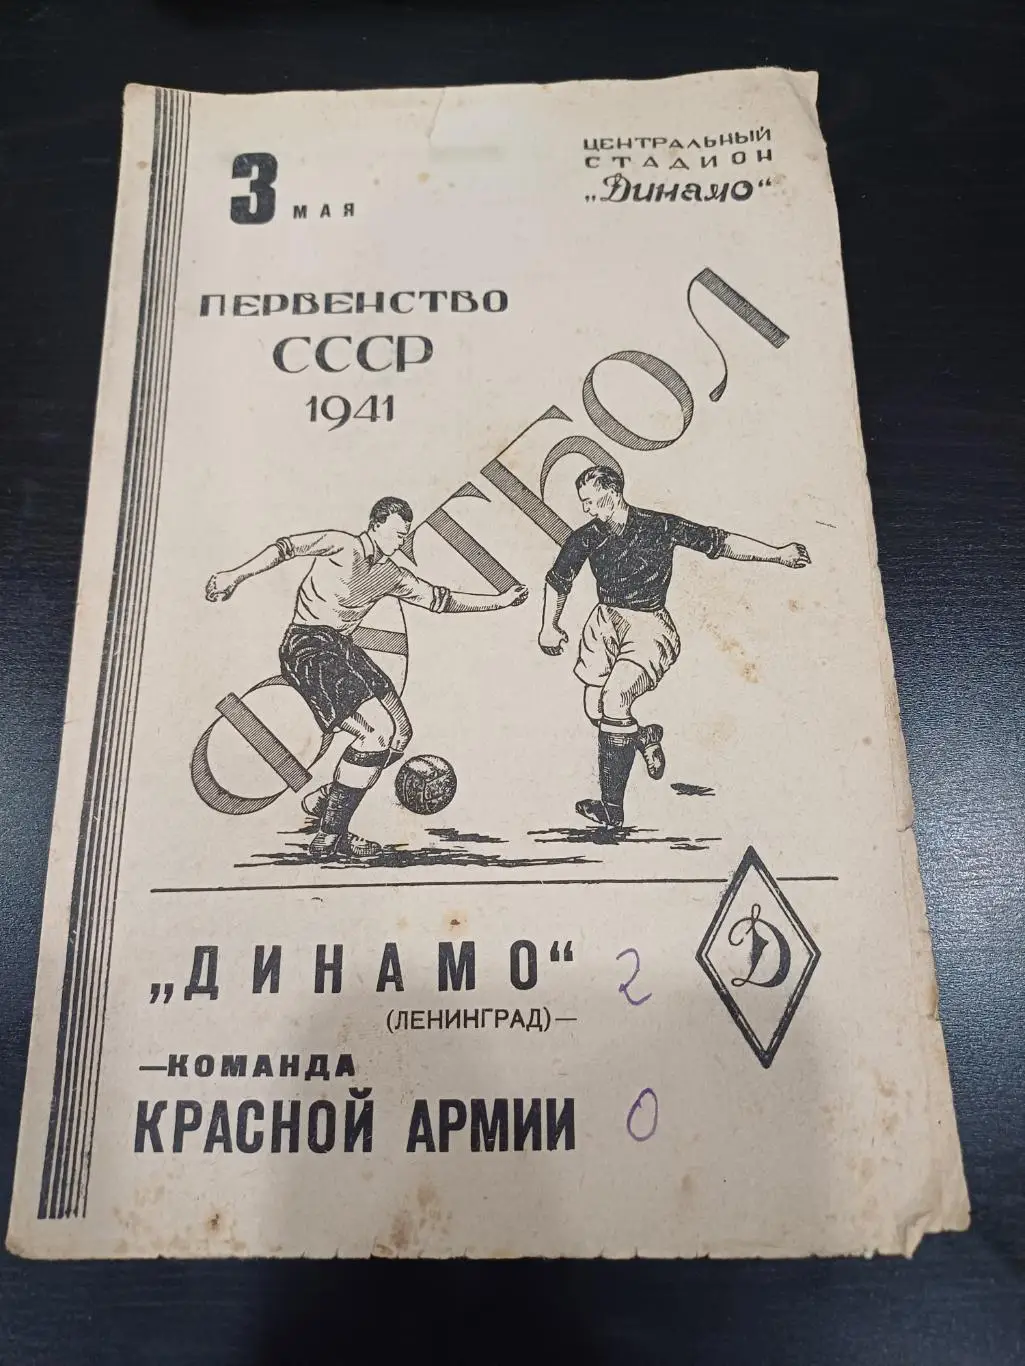 3 МАЯ
ЦЕНТРАЛЬНЫЙ
СТАДИОН
„Динамо“
ПЕРВЕНСТВО
СССР
1941
ФУТБОЛ
„ДИНАМО“ 2
(ЛЕНИНГРАД)—
—КОМАНДА
КРАСНОЙ АРМИИ 0
Д